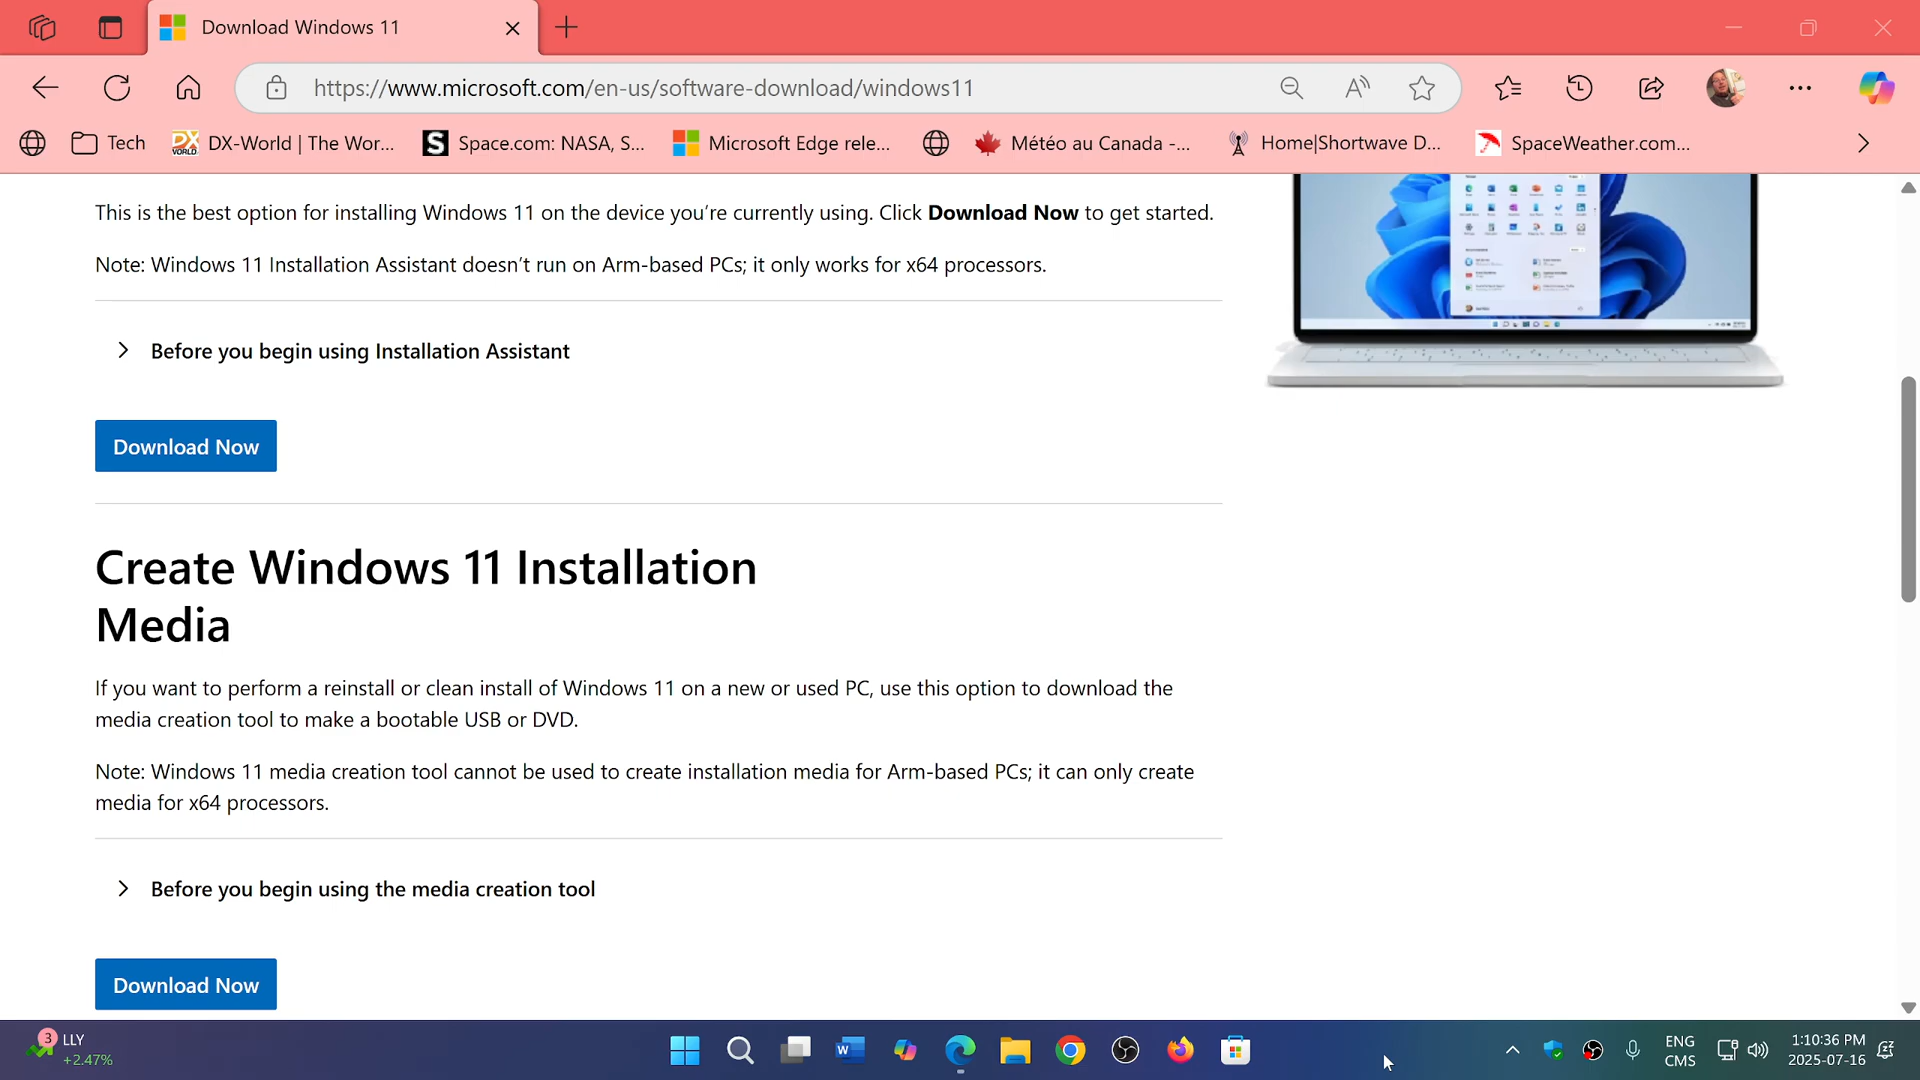 Download Windows 11
https://www.microsoft.com/en-us/software-download/windows11
Tech
DX-World | The Wor...
Space.com: NASA, S...
Microsoft Edge rele...
Météo au Canada -...
Home|Shortwave D...
SpaceWeather.com...
This is the best option for installing Windows 11 on the device you’re currently using. Click Download Now to get started.
Note: Windows 11 Installation Assistant doesn’t run on Arm-based PCs; it only works for x64 processors.
Before you begin using Installation Assistant
Download Now
Create Windows 11 Installation
Media
If you want to perform a reinstall or clean install of Windows 11 on a new or used PC, use this option to download the
media creation tool to make a bootable USB or DVD.
Note: Windows 11 media creation tool cannot be used to create installation media for Arm-based PCs; it can only create
media for x64 processors.
Before you begin using the media creation tool
Download Now
3
LLY
+2.47%
ENG
CMS
1:10:36 PM
2025-07-16